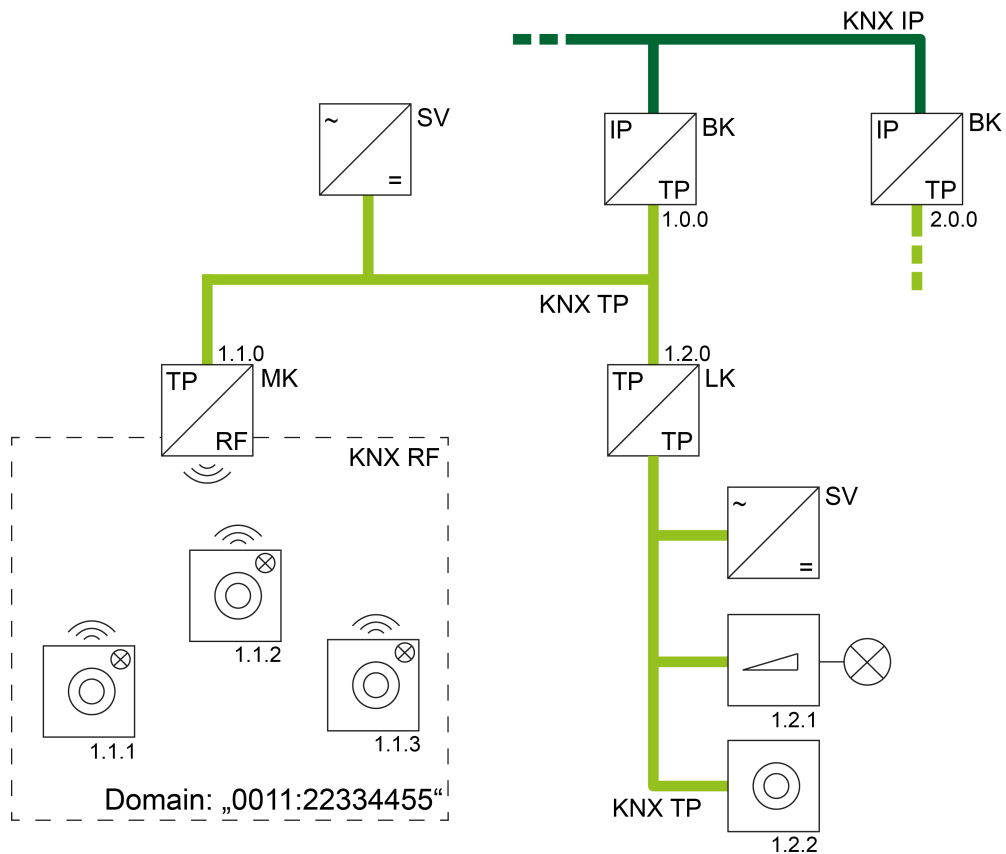 KNX IP
~
=
SV
IP
TP
BK
1.0.0
IP
TP
BK
2.0.0
KNX TP
1.1.0
TP
RF
MK
1.2.0
TP
TP
LK
KNX RF
~
=
SV
1.1.2
1.1.1
1.1.3
1.2.1
Domain: „0011:22334455“
KNX TP
1.2.2